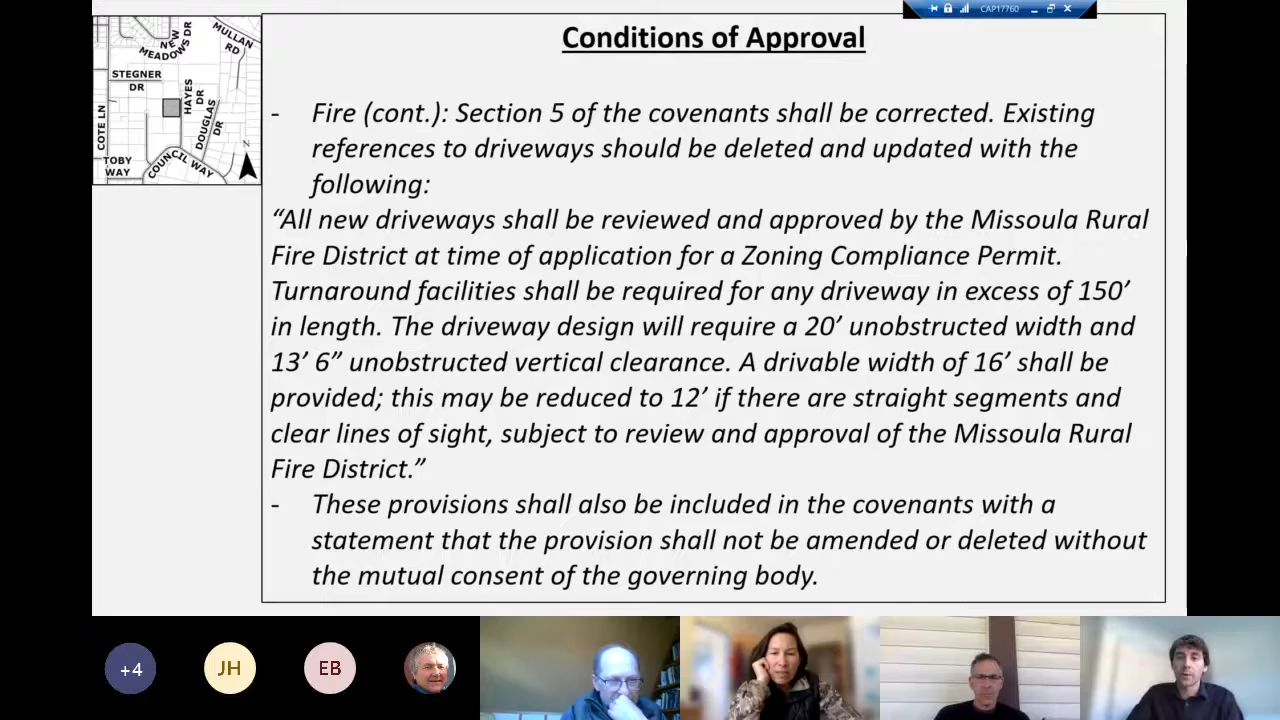 CAP17760
Conditions of Approval
MULLAN
RD
NEW
MEADOWS DR
STEGNER
DR
HAYES
DR
DOUGLAS
DR
COTE LN
TOBY
WAY
COUNCIL WAY
N
- Fire (cont.): Section 5 of the covenants shall be corrected. Existing
references to driveways should be deleted and updated with the
following:
“All new driveways shall be reviewed and approved by the Missoula Rural
Fire District at time of application for a Zoning Compliance Permit.
Turnaround facilities shall be required for any driveway in excess of 150’
in length. The driveway design will require a 20’ unobstructed width and
13’ 6” unobstructed vertical clearance. A drivable width of 16’ shall be
provided; this may be reduced to 12’ if there are straight segments and
clear lines of sight, subject to review and approval of the Missoula Rural
Fire District.”
- These provisions shall also be included in the covenants with a
statement that the provision shall not be amended or deleted without
the mutual consent of the governing body.
+4
JH
EB